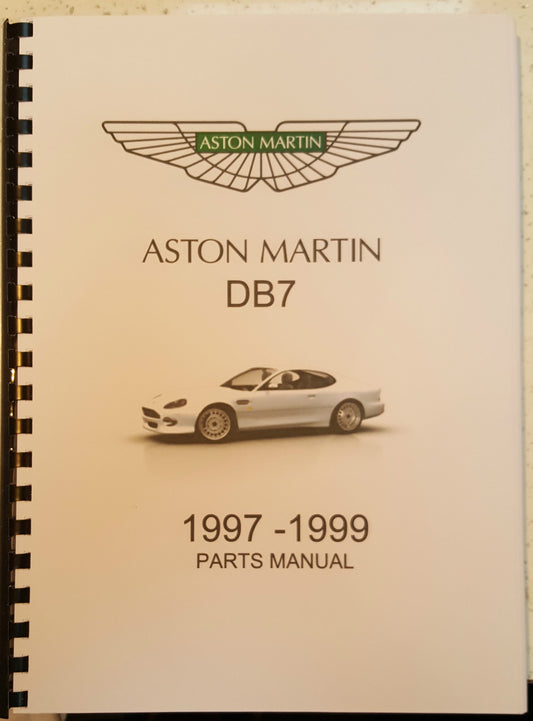 ASTON MARTIN
ASTON MARTIN
DB7
1997 -1999
PARTS MANUAL